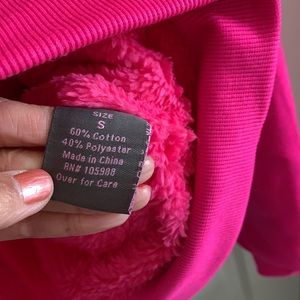 SIZE
S
60% Cotton
40% Polyester
Made in China
RN# 105988
Over for Care